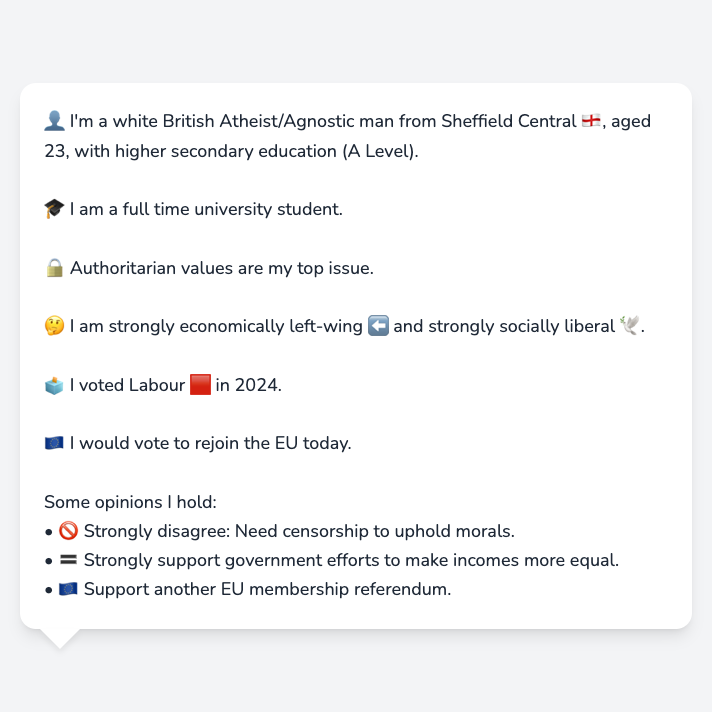 👤 I'm a white British Atheist/Agnostic man from Sheffield Central 🏴󠁧󠁢󠁥󠁮󠁧󠁿, aged
23, with higher secondary education (A Level).
🎓 I am a full time university student.
🔒 Authoritarian values are my top issue.
🤔 I am strongly economically left-wing ⬅️ and strongly socially liberal 🕊️.
🗳️ I voted Labour 🟥 in 2024.
🇪🇺 I would vote to rejoin the EU today.
Some opinions I hold:
• 🚫 Strongly disagree: Need censorship to uphold morals.
• 🟰 Strongly support government efforts to make incomes more equal.
• 🇪🇺 Support another EU membership referendum.